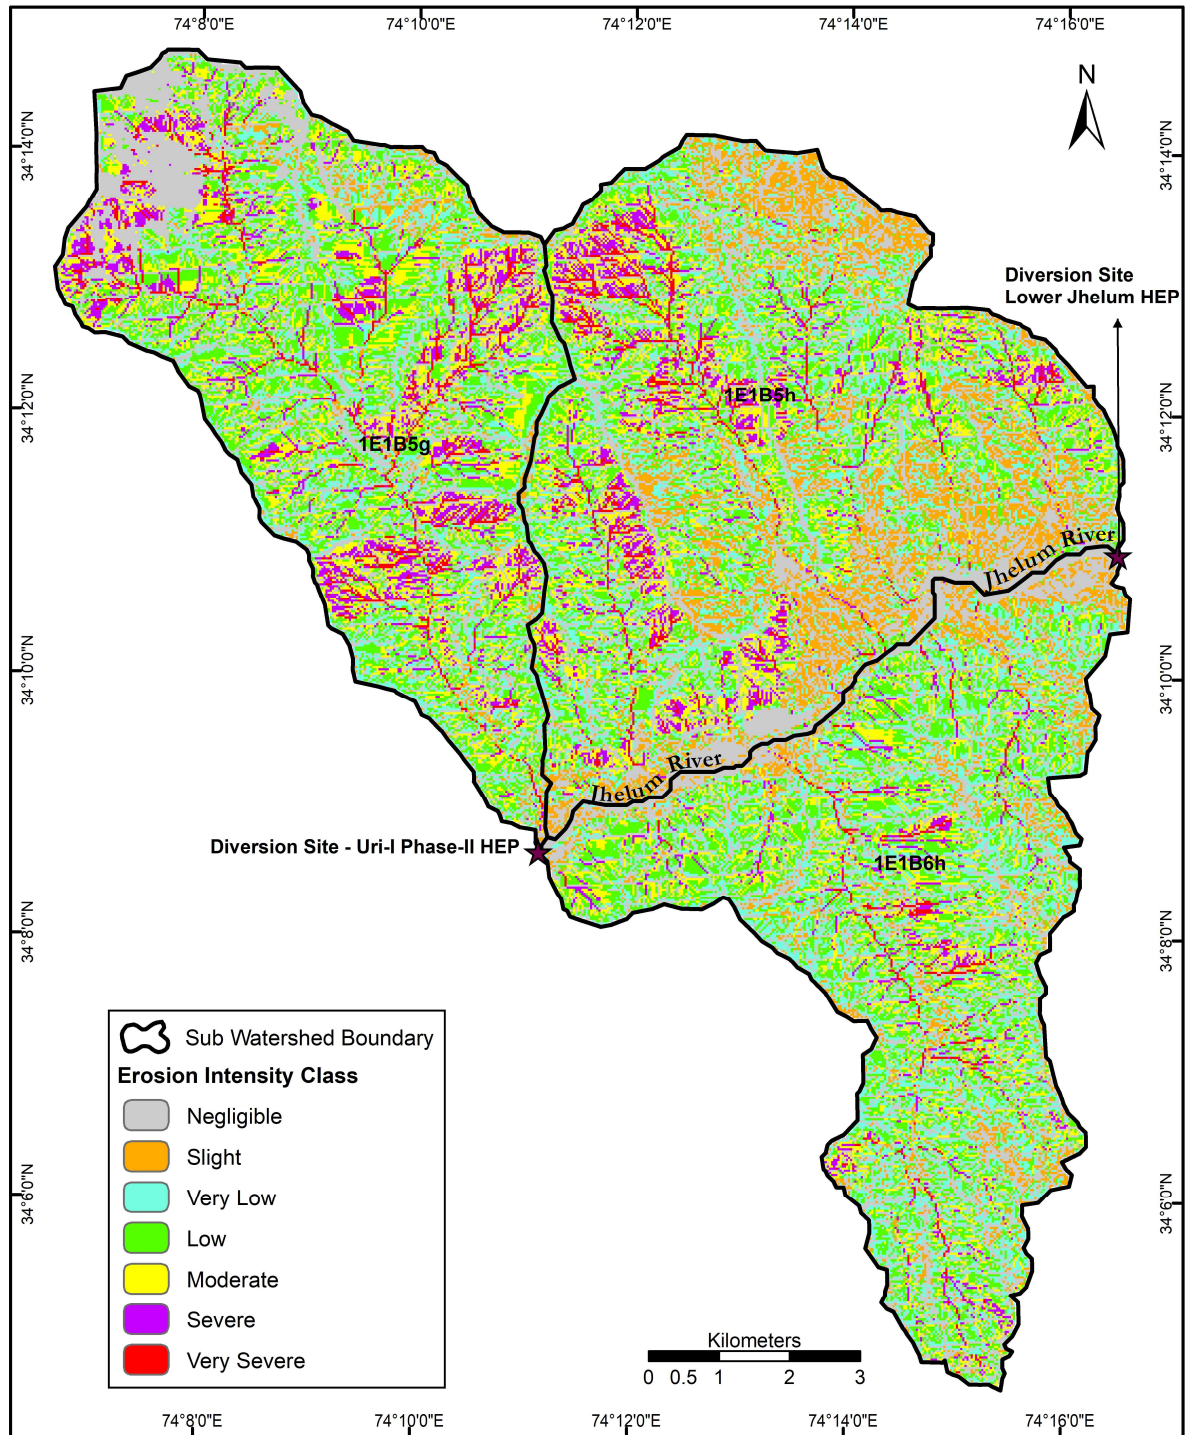 74°8'0"E 74°10'0"E 74°12'0"E 74°14'0"E 74°16'0"E
N
34°14'0"N
34°14'0"N
Diversion Site
Lower Jhelum HEP
1E1B5h
34°12'0"N
34°12'0"N
1E1B5g
Jhelum River
34°10'0"N
34°10'0"N
Jhelum River
Diversion Site - Uri-I Phase-II HEP
1E1B6h
34°8'0"N
34°8'0"N
Sub Watershed Boundary
Erosion Intensity Class
Negligible
Slight
Very Low
Low
Moderate
Severe
Very Severe
34°6'0"N
34°6'0"N
Kilometers
0 0.5 1 2 3
74°8'0"E 74°10'0"E 74°12'0"E 74°14'0"E 74°16'0"E